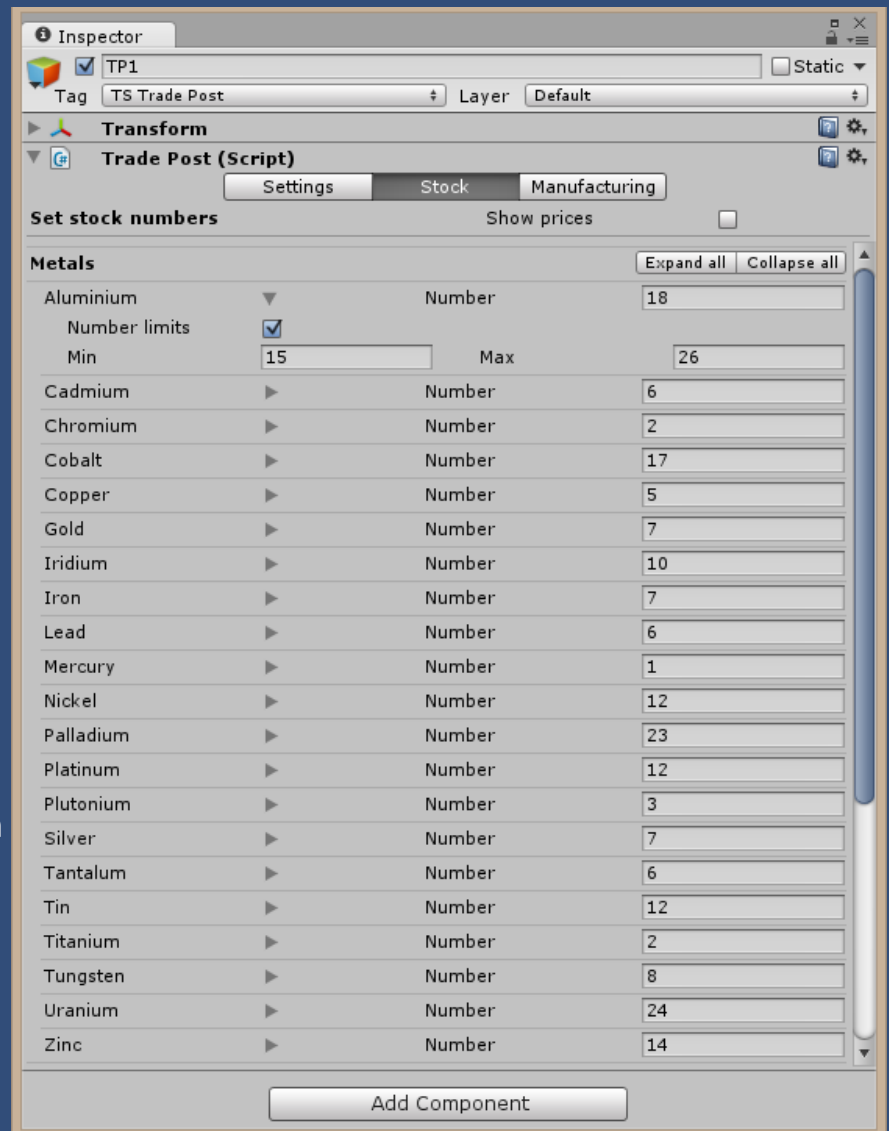 Inspector
TP1 Static
Tag TS Trade Post Layer Default
Transform
Trade Post (Script)
Settings Stock Manufacturing
Set stock numbers Show prices
Metals Expand all Collapse all
Aluminium Number 18
Number limits
Min 15 Max 26
Cadmium Number 6
Chromium Number 2
Cobalt Number 17
Copper Number 5
Gold Number 7
Iridium Number 10
Iron Number 7
Lead Number 6
Mercury Number 1
Nickel Number 12
Palladium Number 23
Platinum Number 12
Plutonium Number 3
Silver Number 7
Tantalum Number 6
Tin Number 12
Titanium Number 2
Tungsten Number 8
Uranium Number 24
Zinc Number 14
Add Component